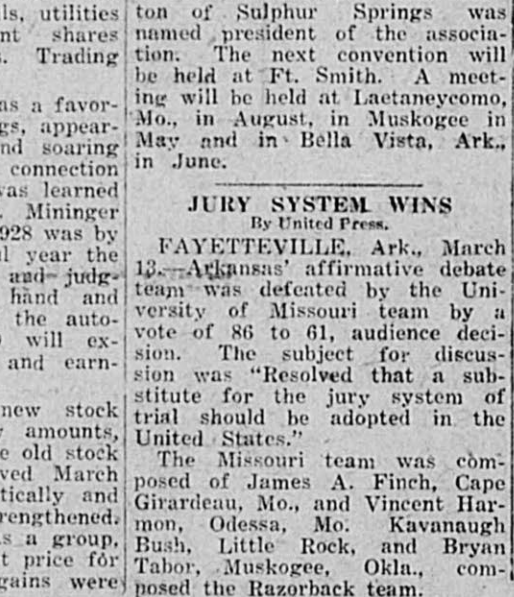 ls, utilities
nt shares
s. Trading
as a favor-
gs, appear-
nd soaring
connection
vas learned
. Mininger
928 was by
l year the
and judg-
hand and
the auto-
will ex-
and earn-
new stock
amounts,
e old stock
ved March
tically and
rengthened.
s a group,
t price for
gains were
ton of Sulphur Springs was
named president of the associa-
tion. The next convention will
be held at Ft. Smith. A meet-
ing will be held at Laetaneycomo,
Mo., in August, in Muskogee in
May and in Bella Vista, Ark.,
in June.
JURY SYSTEM WINS
By United Press.
FAYETTEVILLE, Ark., March
13.—Arkansas' affirmative debate
team was defeated by the Uni-
versity of Missouri team by a
vote of 86 to 61, audience deci-
sion. The subject for discus-
sion was "Resolved that a sub-
stitute for the jury system of
trial should be adopted in the
United States."
The Missouri team was com-
posed of James A. Finch, Cape
Girardeau, Mo., and Vincent Har-
mon, Odessa, Mo. Kavanaugh
Bush, Little Rock, and Bryan
Tabor, Muskogee, Okla., com-
posed the Razorback team.